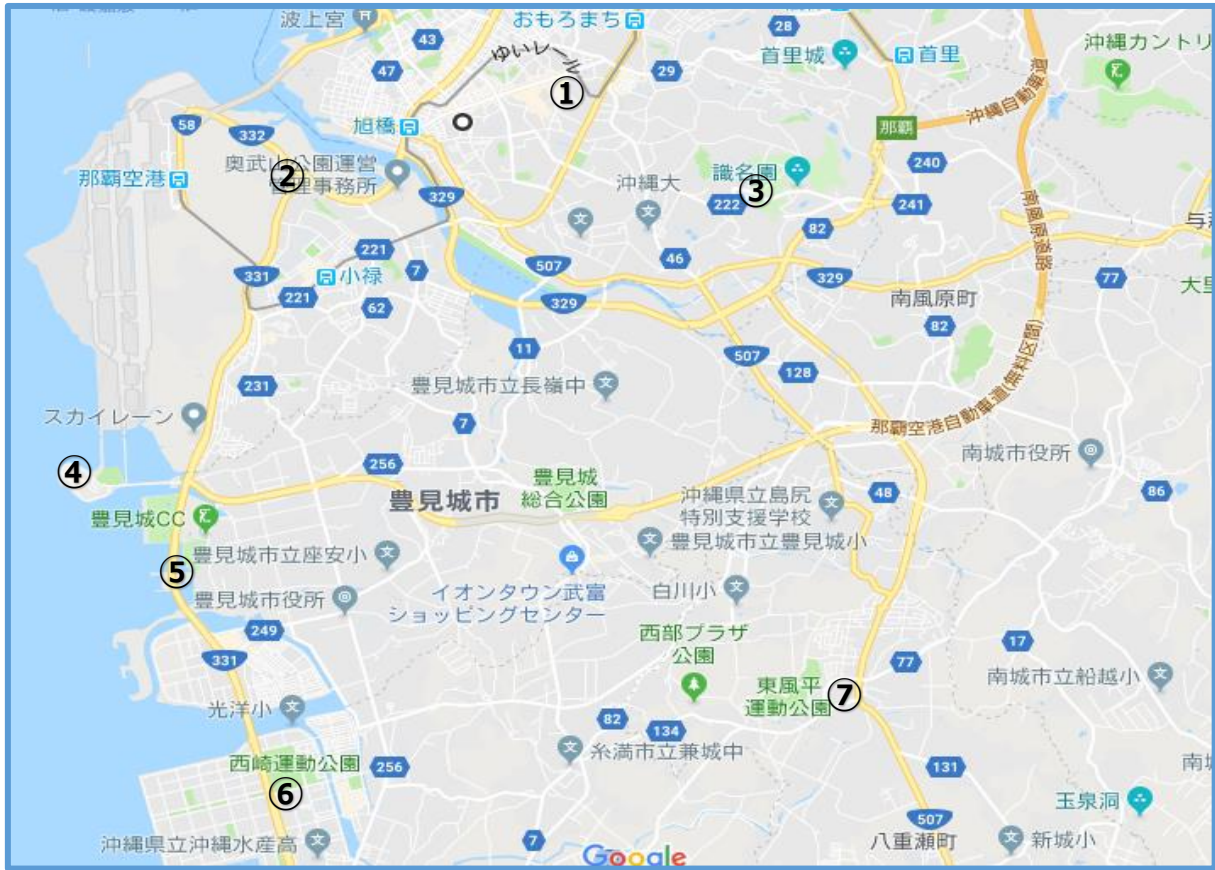 波上宮
おもろまち
28
43
ゆいレール
首里城
首里
沖縄カントリ
47
29
①
沖縄自動車道
58
332
旭橋
那覇
240
那覇空港
奥武山公園運営
管理事務所
②
沖縄大
識名園
③
222
241
329
82
与那
221
331
小禄
7
507
46
南風原道路
77
221
62
329
329
南風原町
大里
82
11
507
128
231
豊見城市立長嶺中
スカイレーン
7
那覇空港自動車道(無料区間)
南城市役所
④
256
豊見城市
豊見城
総合公園
沖縄県立島尻
特別支援学校
48
86
豊見城CC
豊見城市立座安小
豊見城市立豊見城小
⑤
豊見城市役所
イオンタウン武富
ショッピングセンター
白川小
249
西部プラザ
公園
17
331
77
南城市立船越小
東風平
運動公園
⑦
光洋小
82
134
糸満市立兼城中
西崎運動公園
256
131
⑥
玉泉洞
沖縄県立沖縄水産高
7
507
八重瀬町
新城小
Google